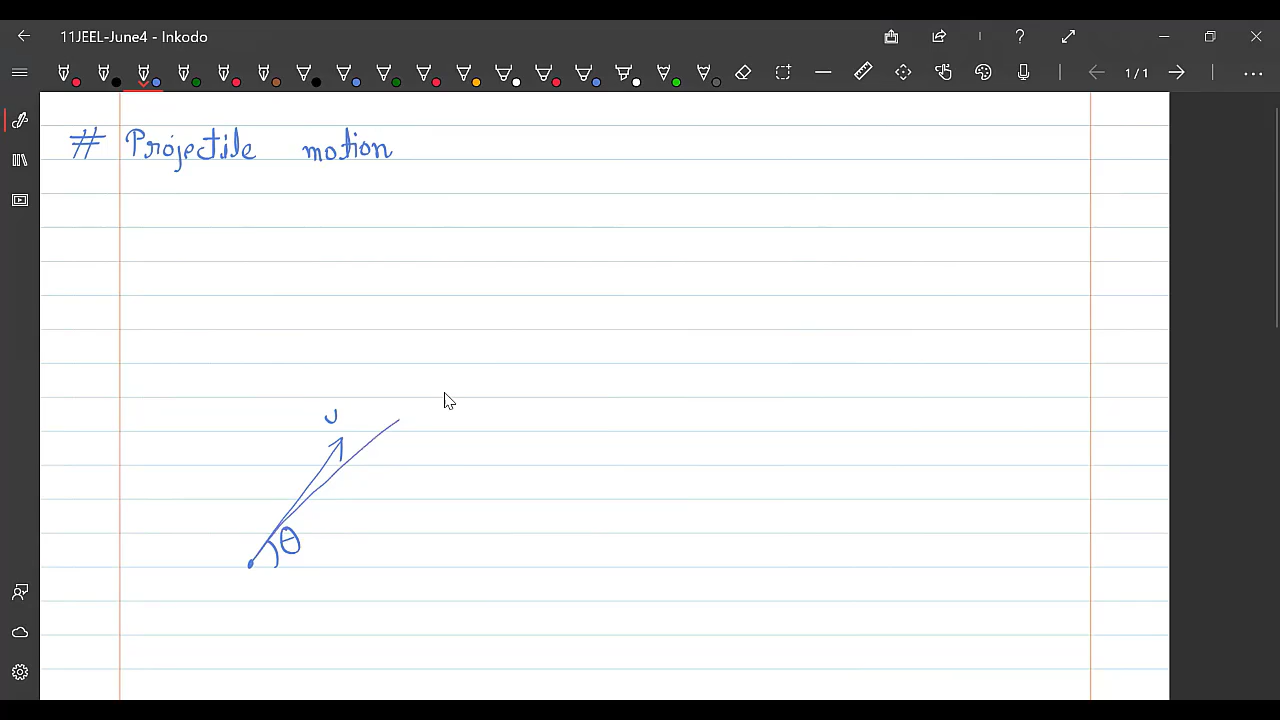 11JEEL-June4 - Inkodo
1/1
# Projectile motion
u
θ